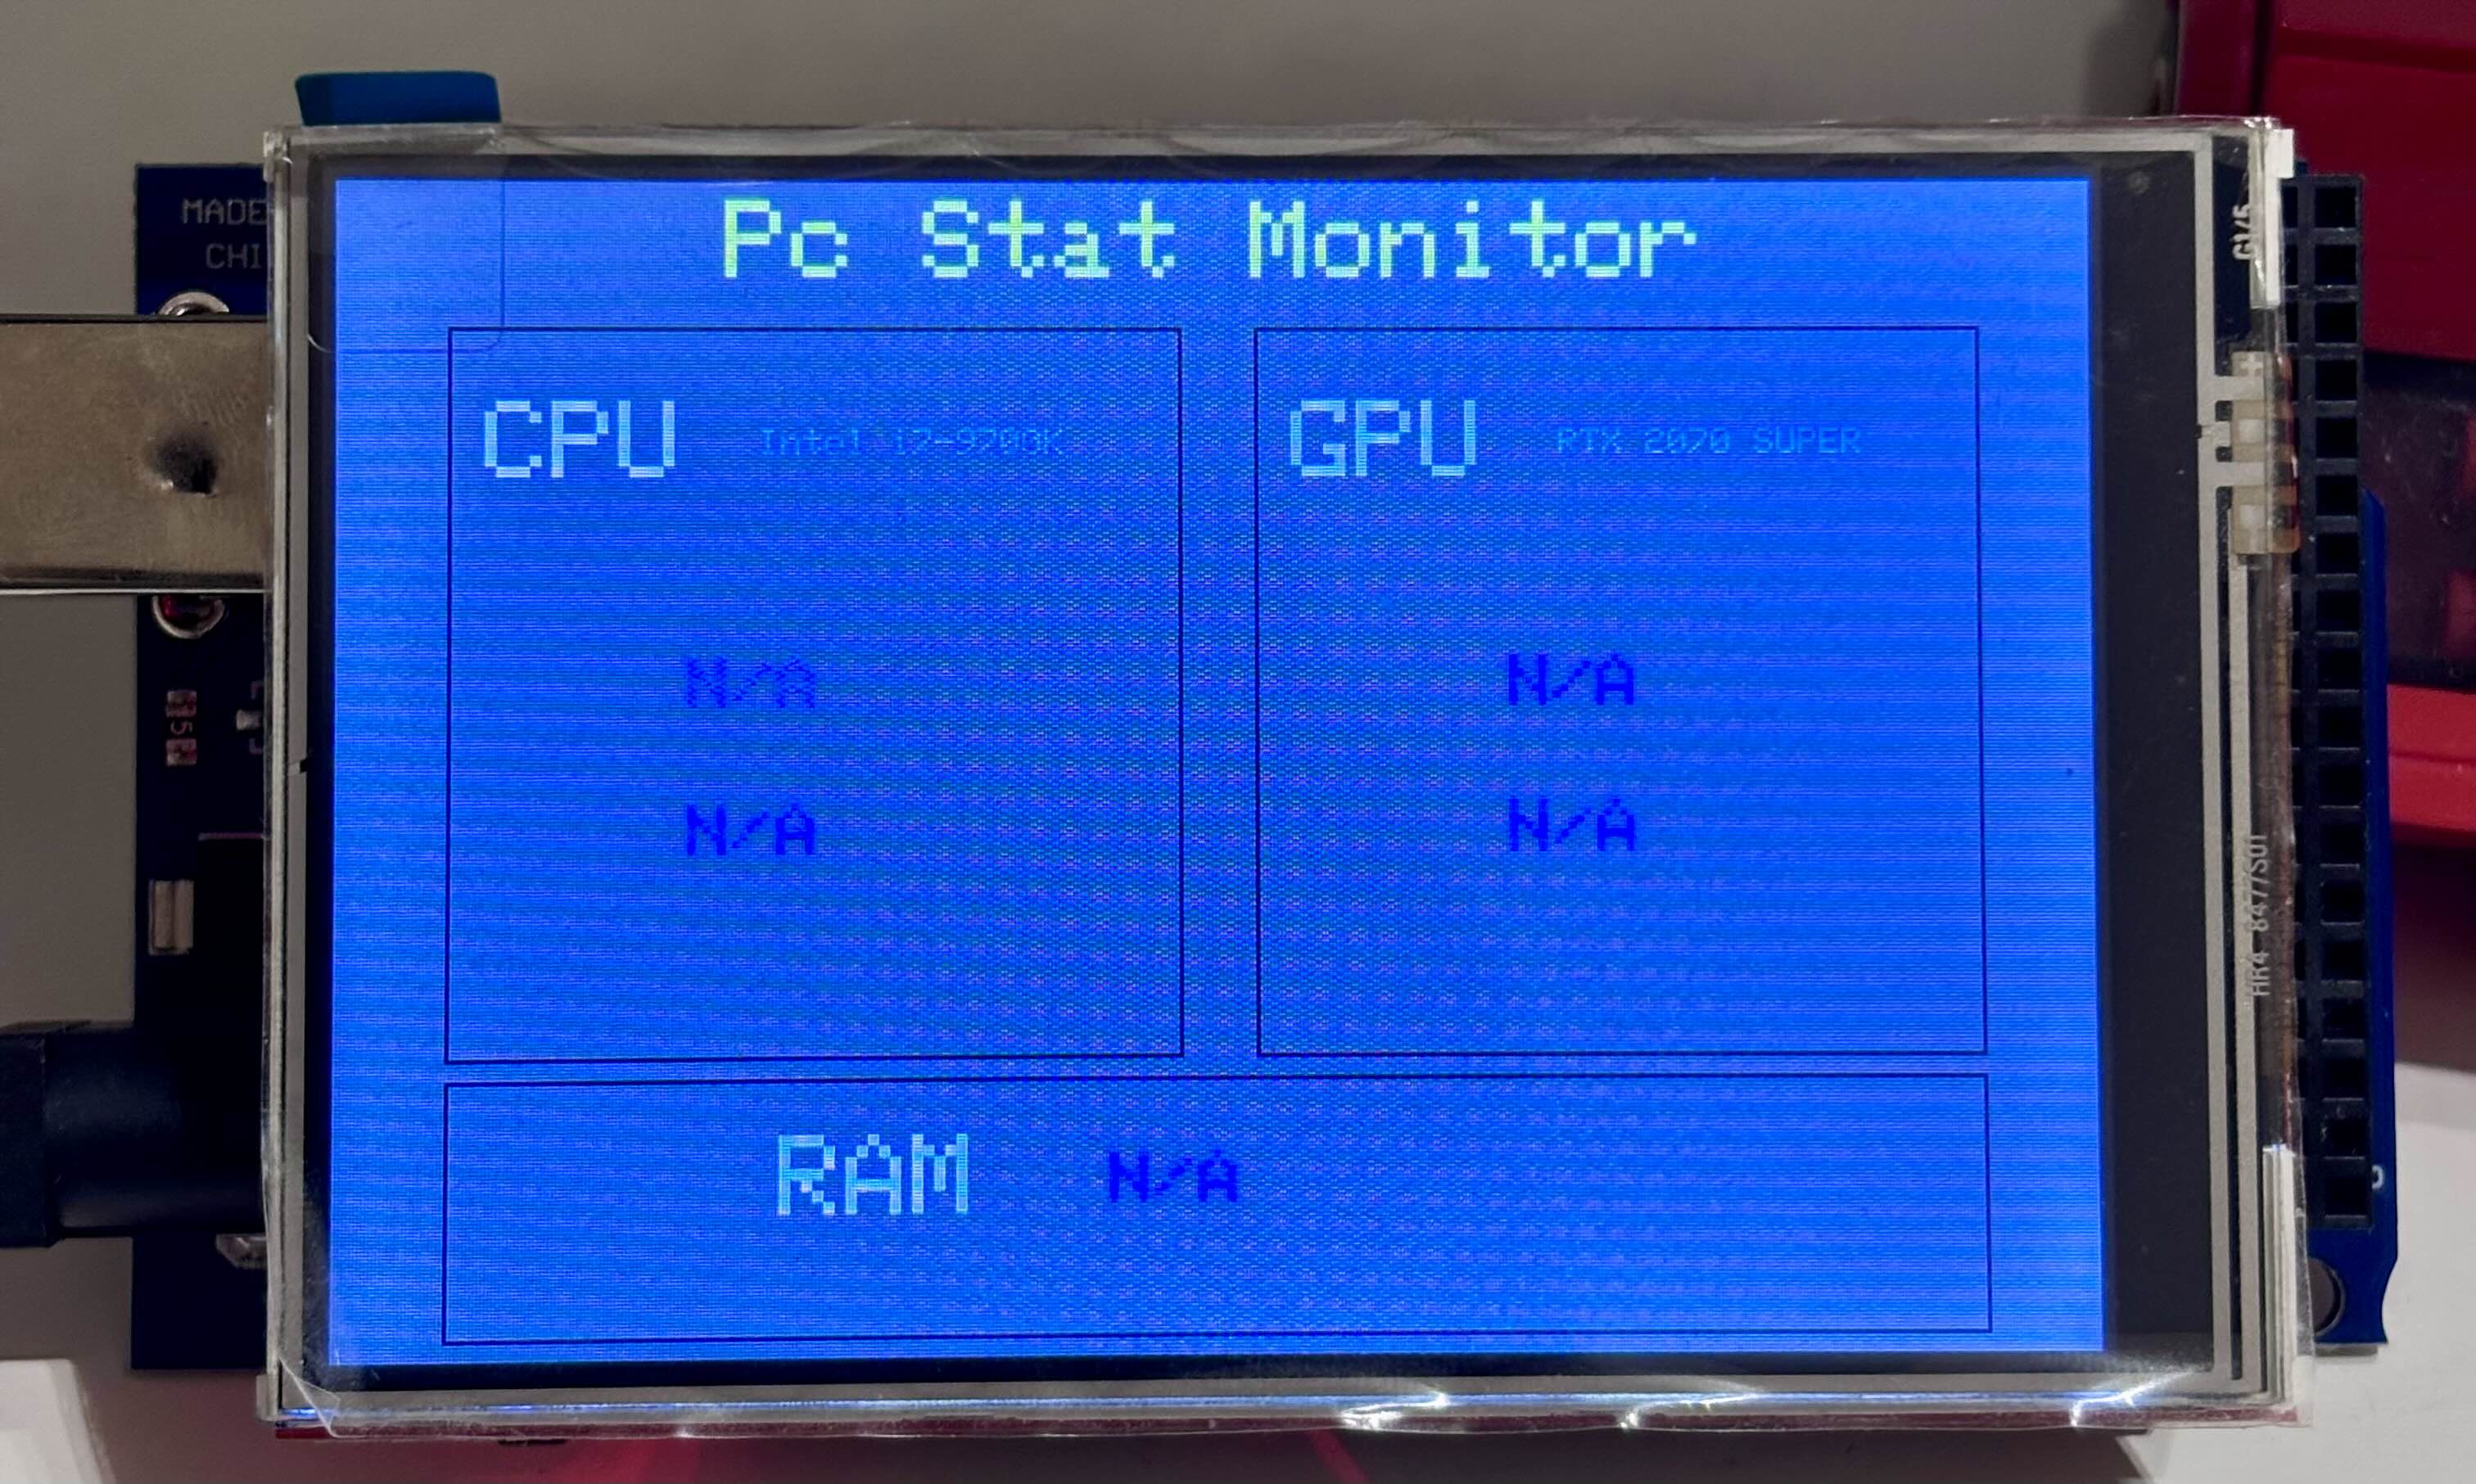 Pc Stat Monitor
CPU Intel i7-9700K
N/A
N/A
GPU RTX 2070 SUPER
N/A
N/A
RAM N/A
MADE
CHI